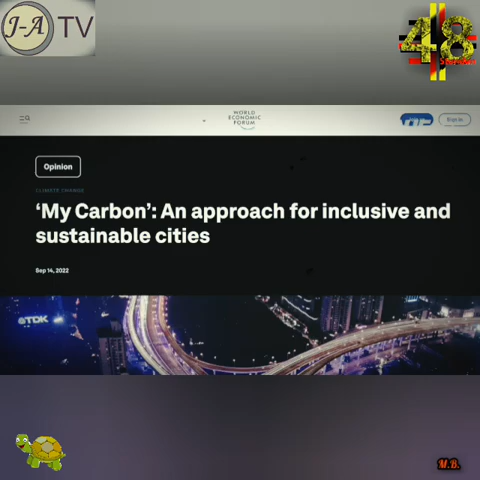 J-A TV
48
WORLD
ECONOMIC
FORUM
Sign in
Opinion
CLIMATE CHANGE
‘My Carbon’: An approach for inclusive and
sustainable cities
Sep 14, 2022
TDK
M.B.